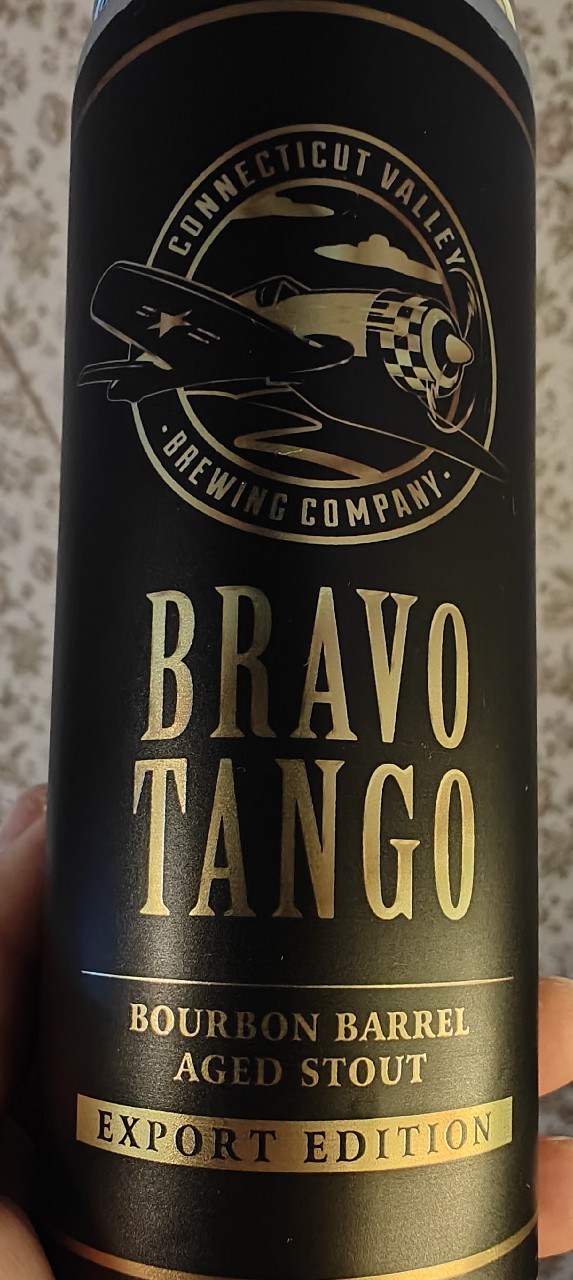 CONNECTICUT VALLEY
· BREWING COMPANY ·
BRAVO
TANGO
BOURBON BARREL
AGED STOUT
EXPORT EDITION